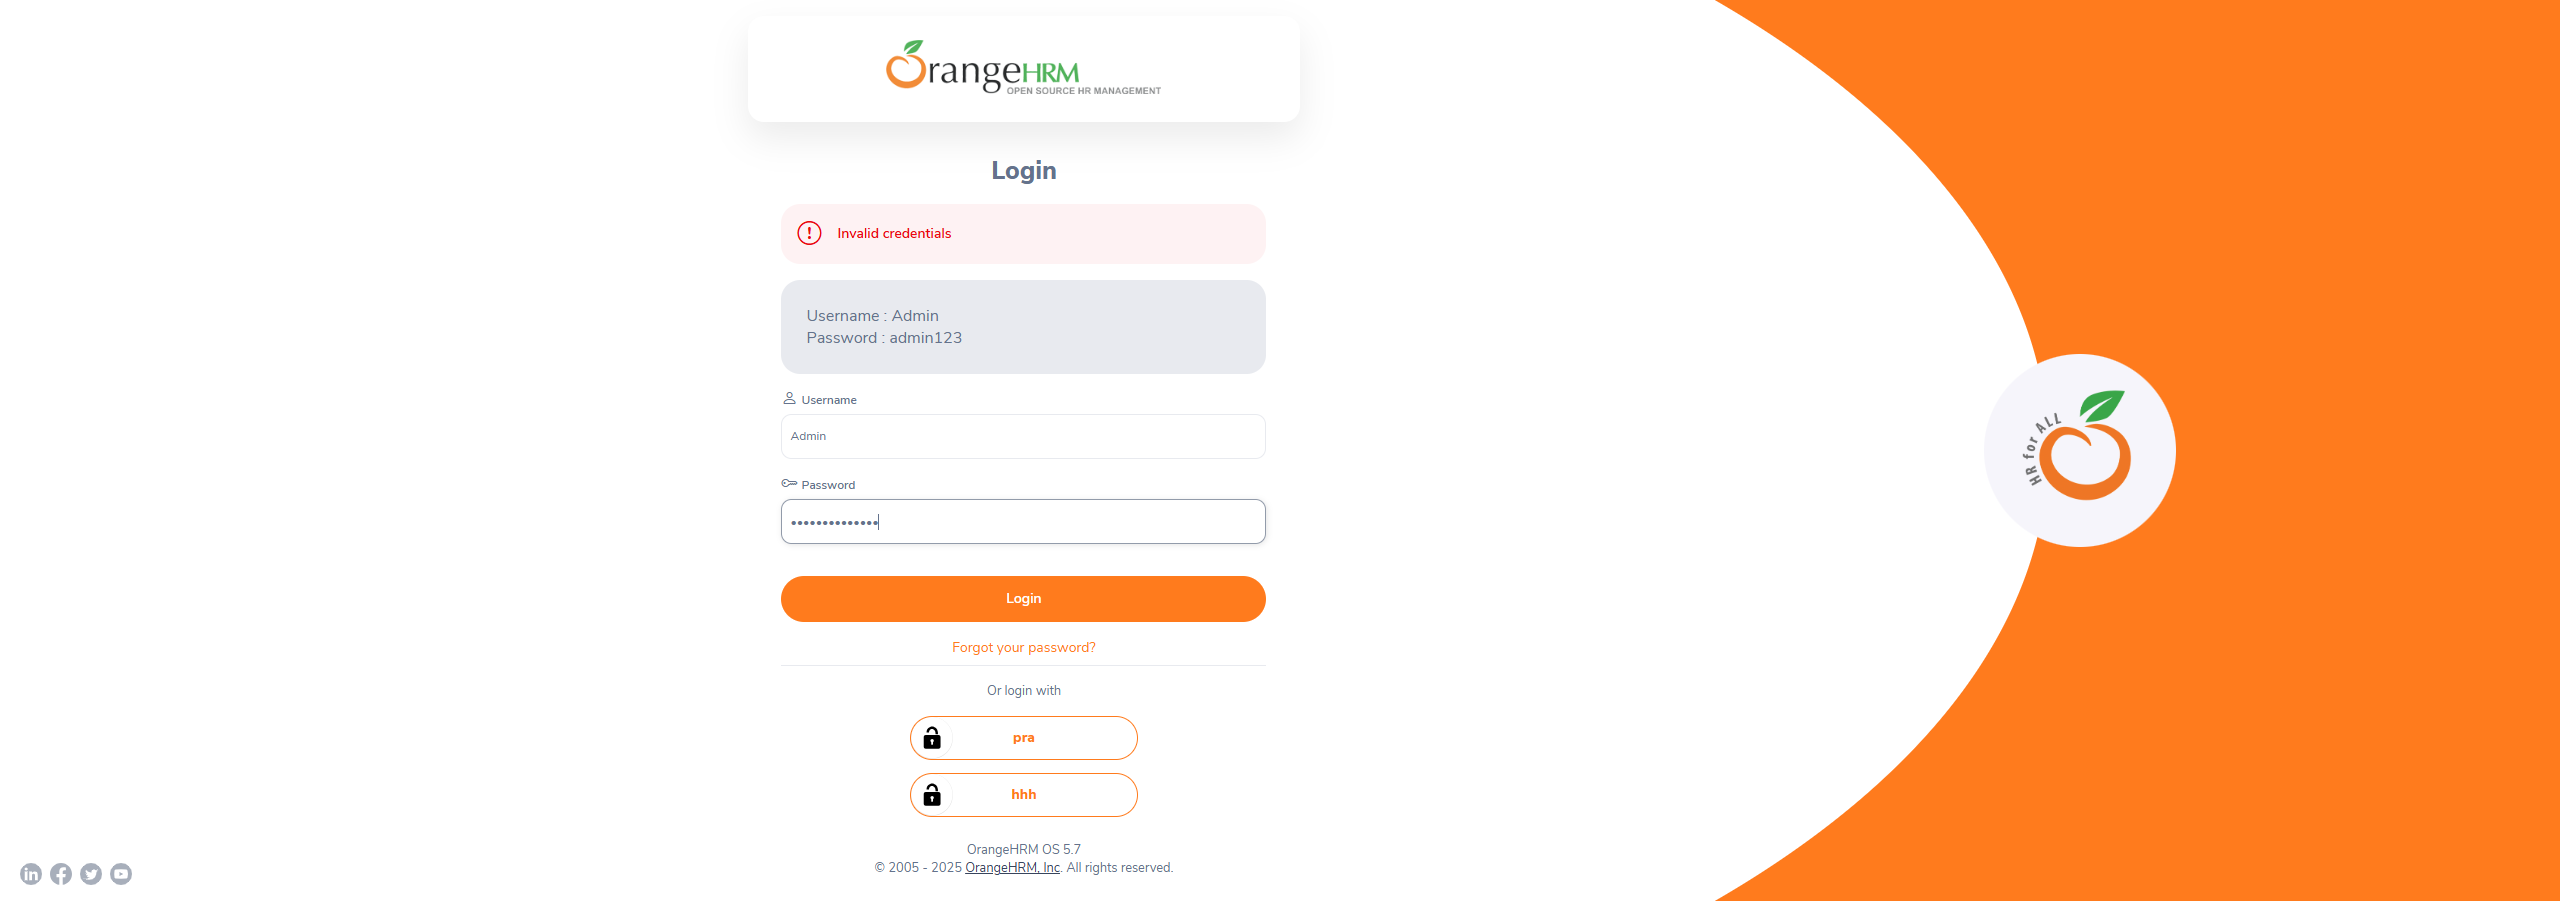 OrangeHRM
OPEN SOURCE HR MANAGEMENT
Login
Invalid credentials
Username : Admin
Password : admin123
Username
Admin
Password
Login
Forgot your password?
Or login with
pra
hhh
OrangeHRM OS 5.7
© 2005 - 2025 OrangeHRM, Inc. All rights reserved.
HR for ALL